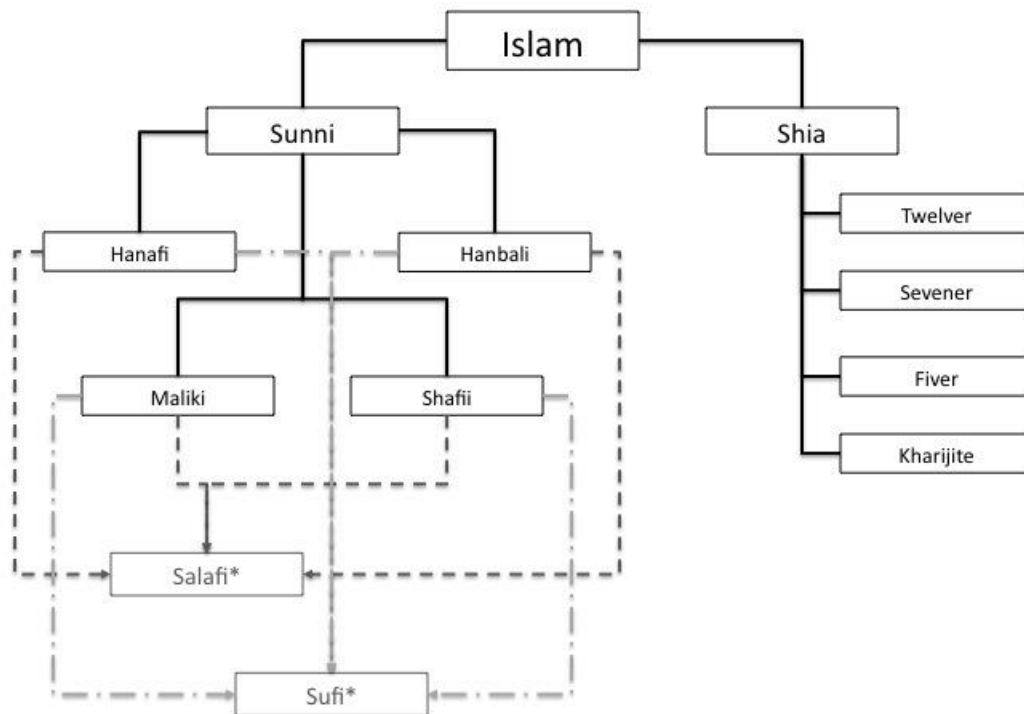 Islam
Sunni
Shia
Twelver
Hanafi
Hanbali
Sevener
Fiver
Maliki
Shafii
Kharijite
Salafi*
Sufi*